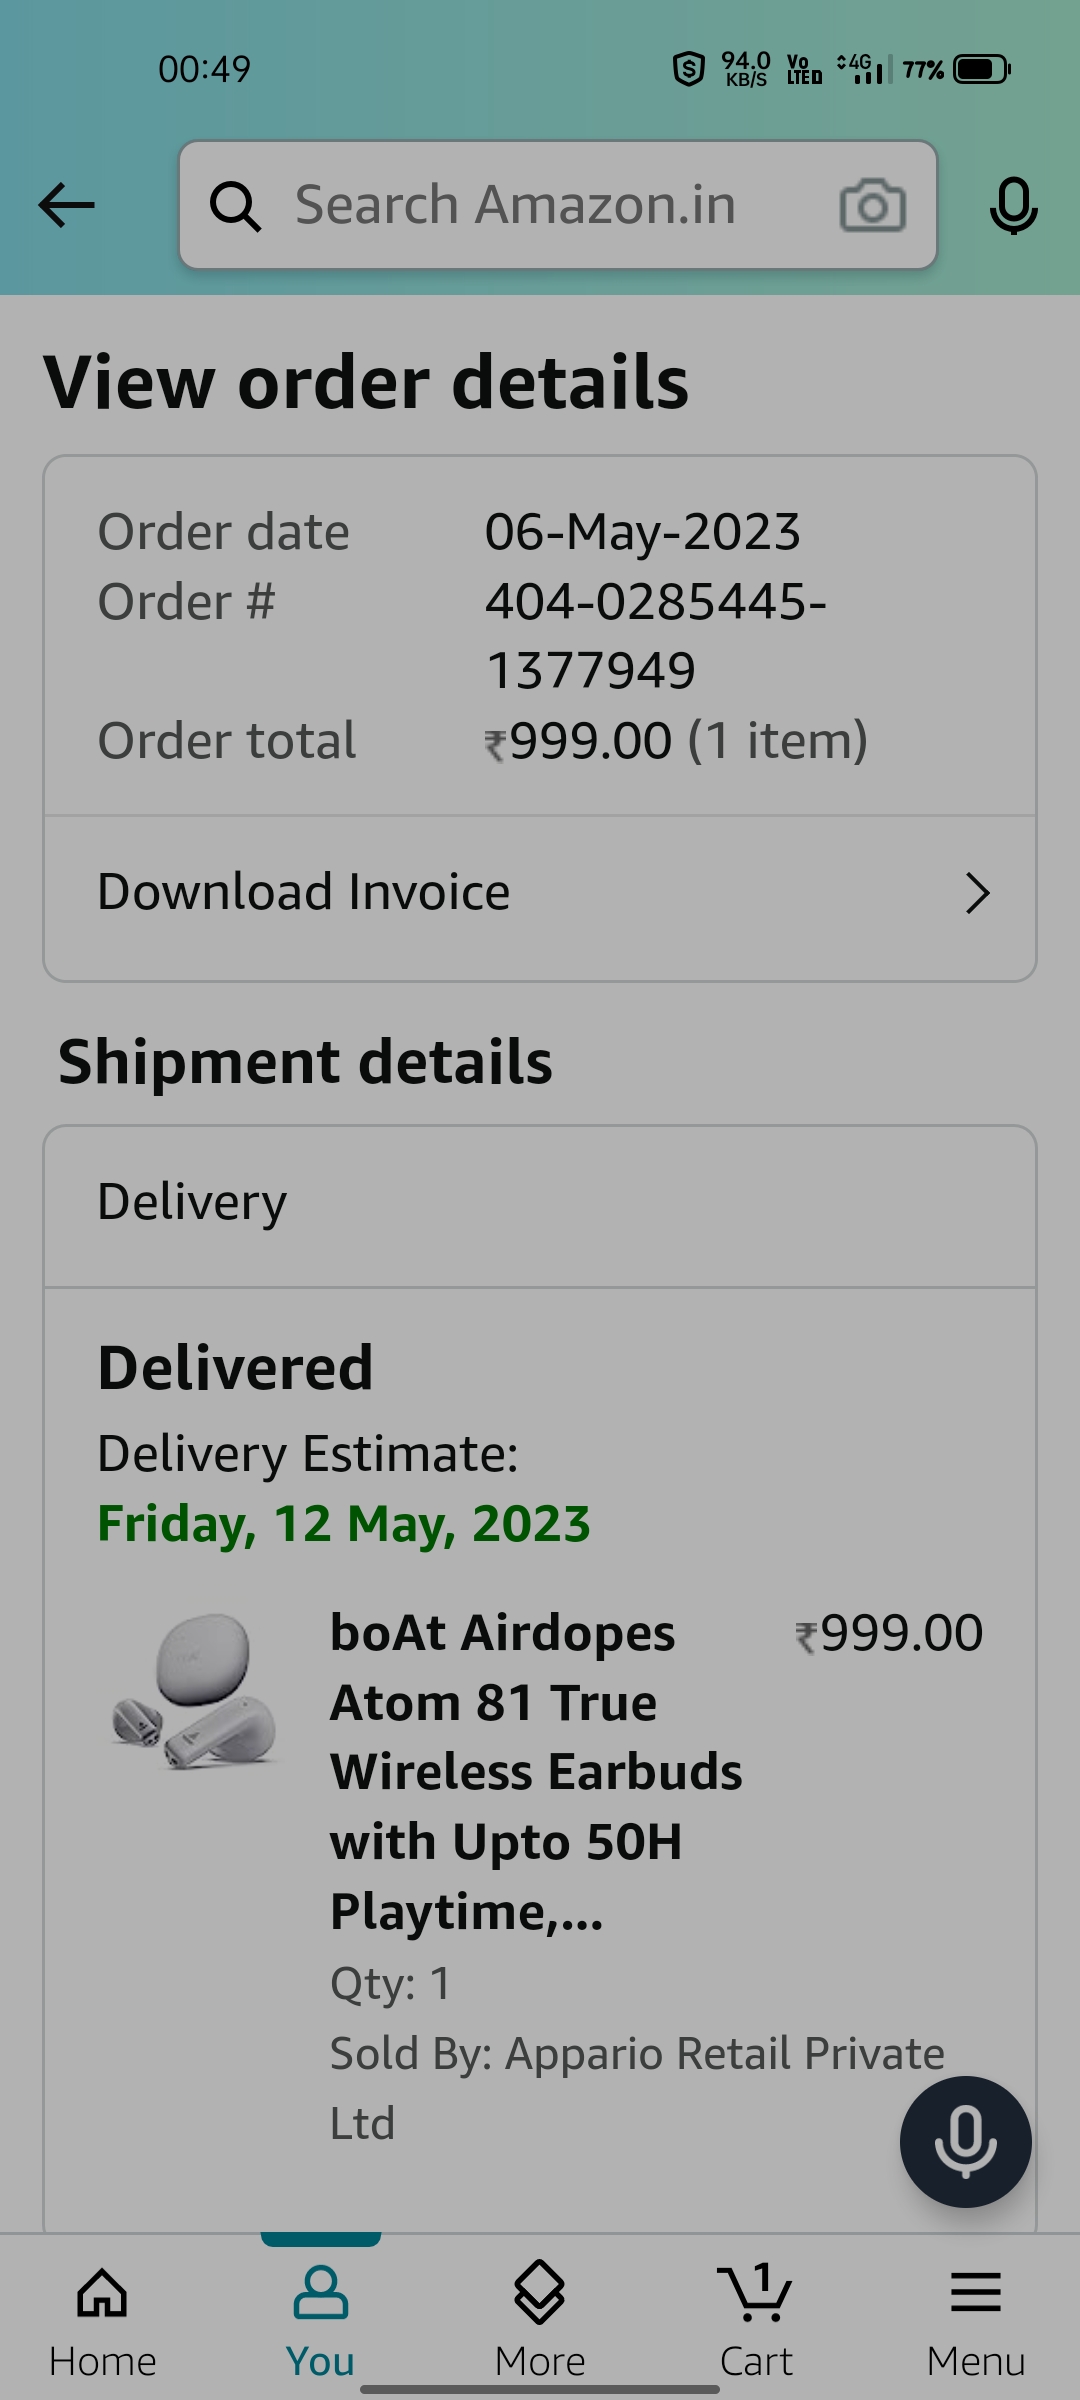 00:49
94.0
KB/S
Vo
LTE D
4G
77%
Search Amazon.in
View order details
Order date 06-May-2023
Order # 404-0285445-
1377949
Order total ₹999.00 (1 item)
Download Invoice
Shipment details
Delivery
Delivered
Delivery Estimate:
Friday, 12 May, 2023
boAt Airdopes ₹999.00
Atom 81 True
Wireless Earbuds
with Upto 50H
Playtime,...
Qty: 1
Sold By: Appario Retail Private
Ltd
1
Home You More Cart Menu